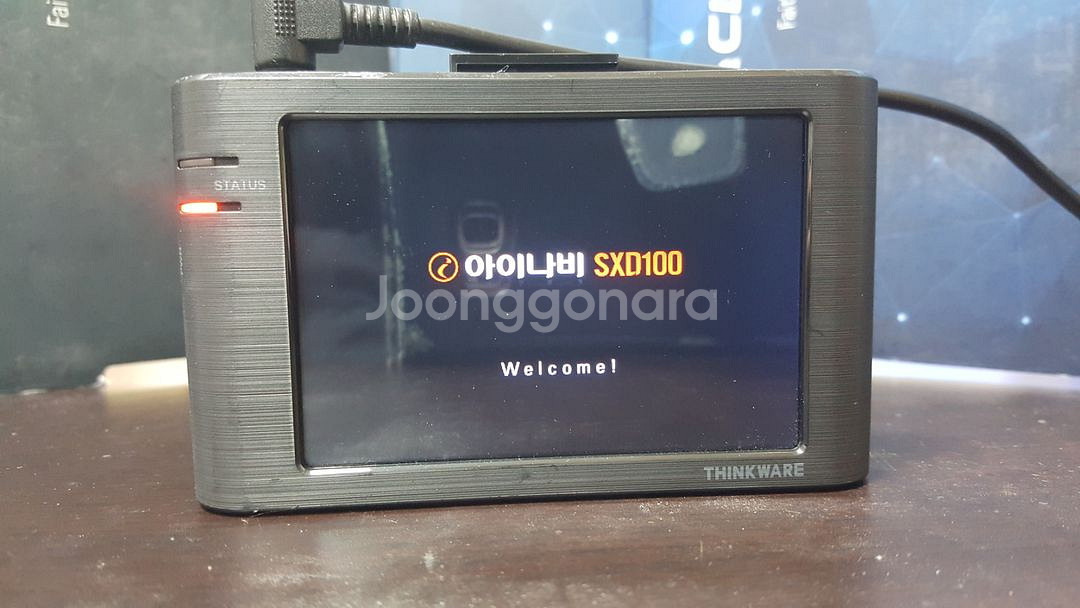 STATUS
아이나비 SXD100
Joonggonara
Welcome!
THINKWARE